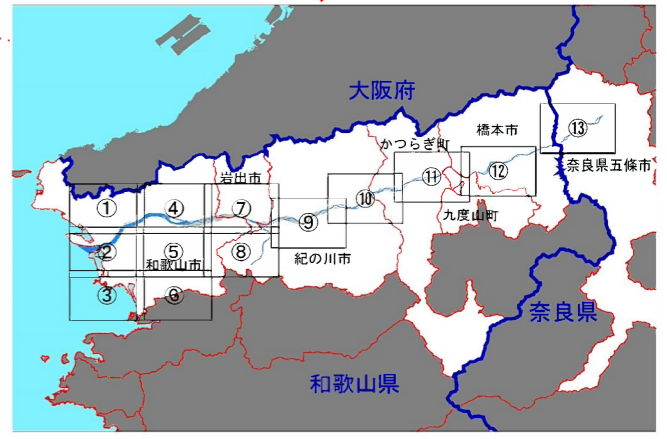 大阪府
橋本市
⑬
かつらぎ町
奈良県五條市
岩出市
⑪
⑫
①
④
⑦
⑩
九度山町
⑨
②
⑤
⑧
紀の川市
和歌山市
③
⑥
奈良県
和歌山県